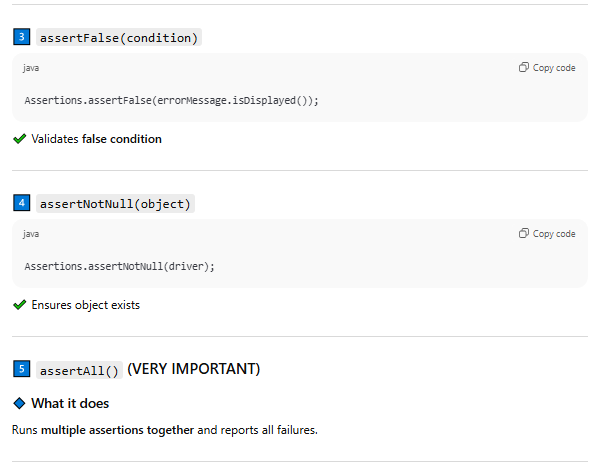 3 assertFalse(condition)
java Copy code
Assertions.assertFalse(errorMessage.isDisplayed());
✔ Validates false condition
4 assertNotNull(object)
java Copy code
Assertions.assertNotNull(driver);
✔ Ensures object exists
5 assertAll() (VERY IMPORTANT)
What it does
Runs multiple assertions together and reports all failures.